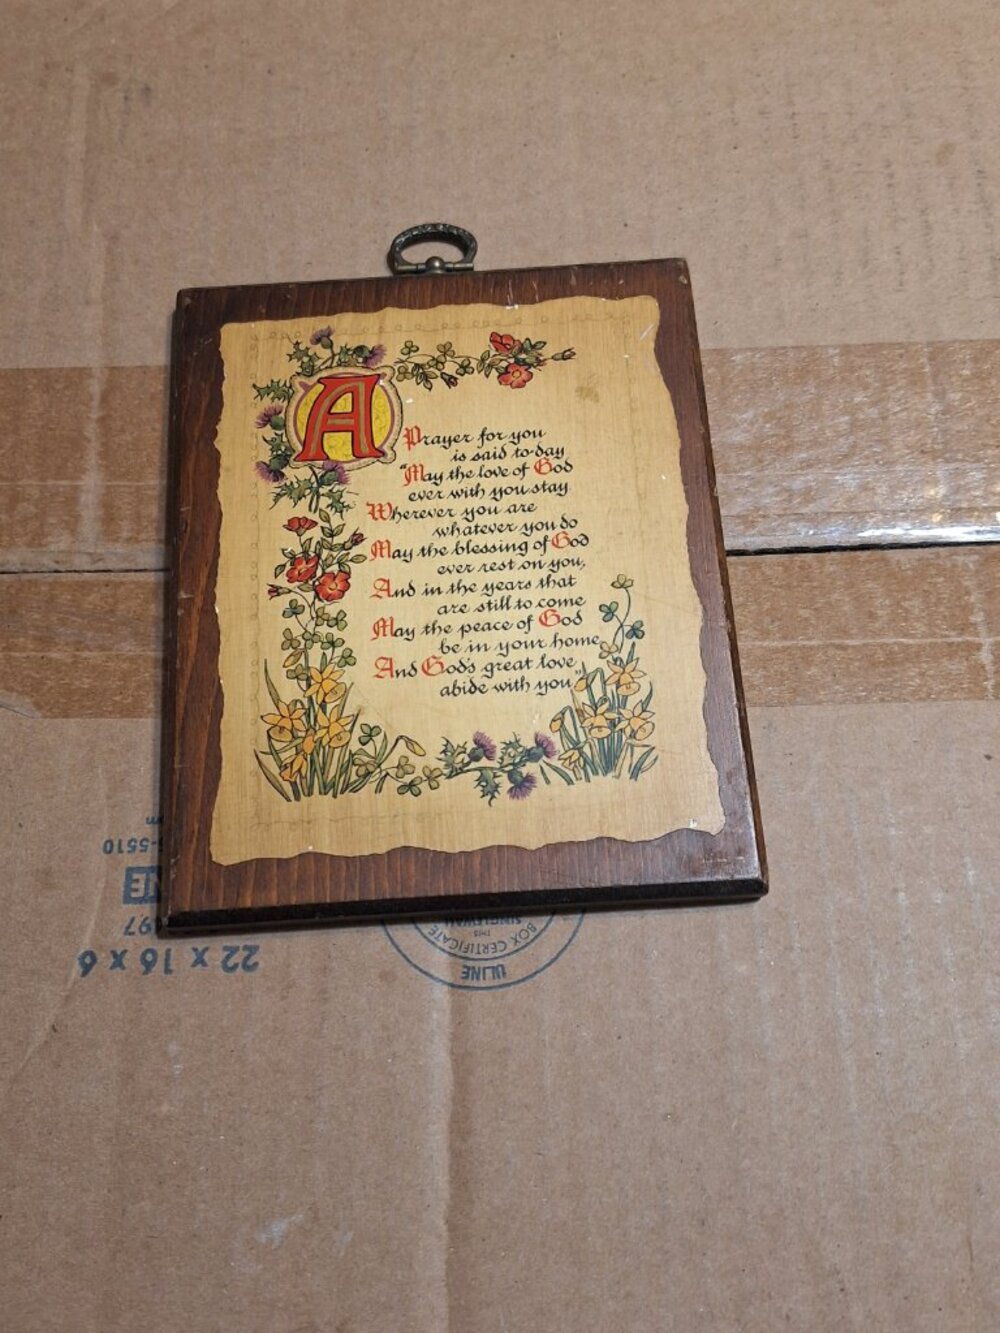 A
Prayer for you
is said to-day
"May the love of God
ever with you stay
Wherever you are
whatever you do
May the blessing of God
ever rest on you,
And in the years that
are still to come
May the peace of God
be in your home
And God's great love
abide with you"
-5510
22 x 16 x 6
BOX CERTIFICATE
THIS
SINGLEWALL
ULINE